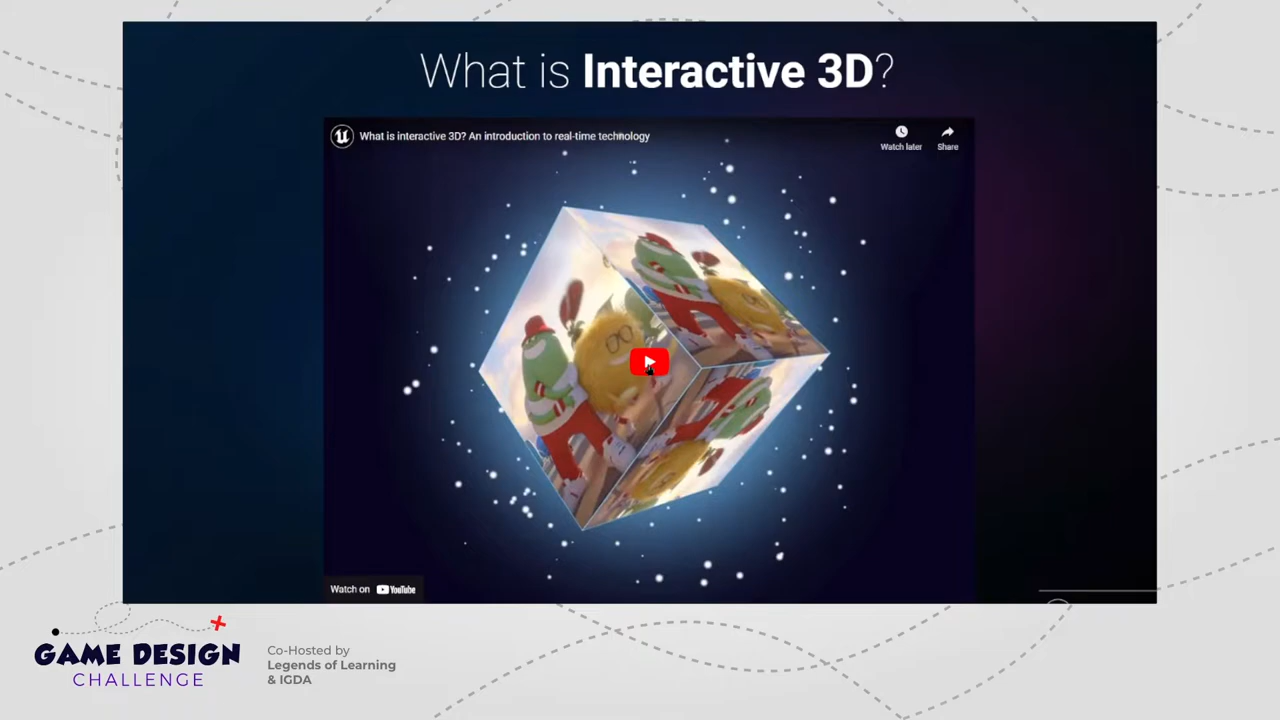 What is Interactive 3D?
What is interactive 3D? An introduction to real-time technology
Watch later
Share
Watch on YouTube
GAME DESIGN
CHALLENGE
Co-Hosted by
Legends of Learning
& IGDA